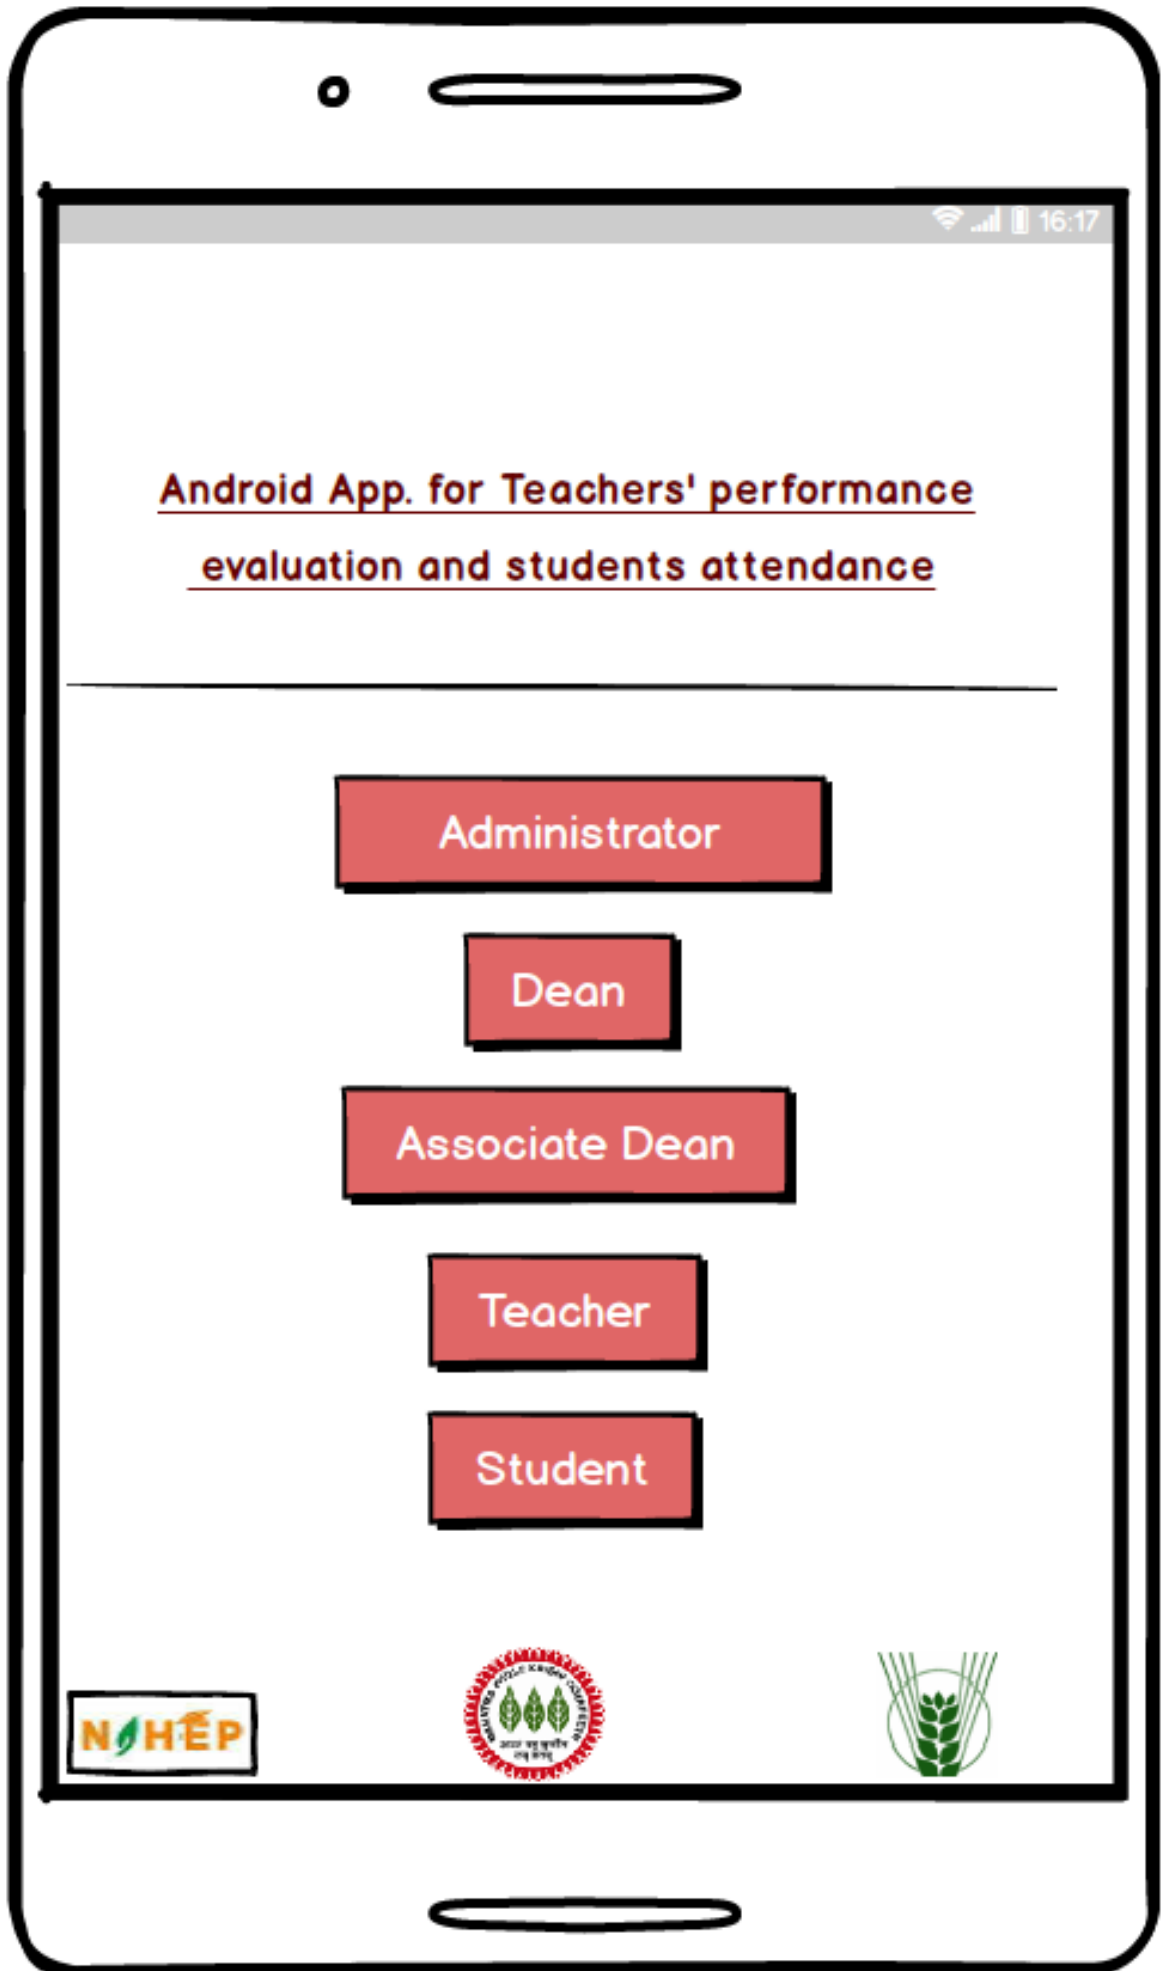 16:17
Android App. for Teachers' performance
evaluation and students attendance
Administrator
Dean
Associate Dean
Teacher
Student
NAHEP